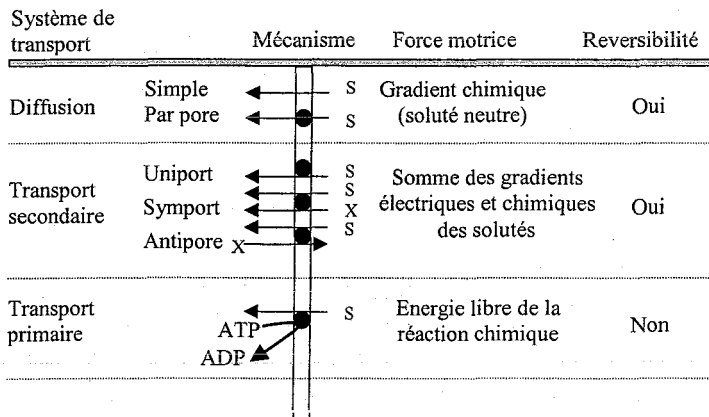 Système de
transport Mécanisme Force motrice Reversibilité
Simple S Gradient chimique
Diffusion Par pore S (soluté neutre) Oui
Uniport S
S Somme des gradients
Transport
secondaire Symport X électriques et chimiques Oui
S des solutés
Antipore X
Transport S Energie libre de la
primaire ATP réaction chimique Non
ADP